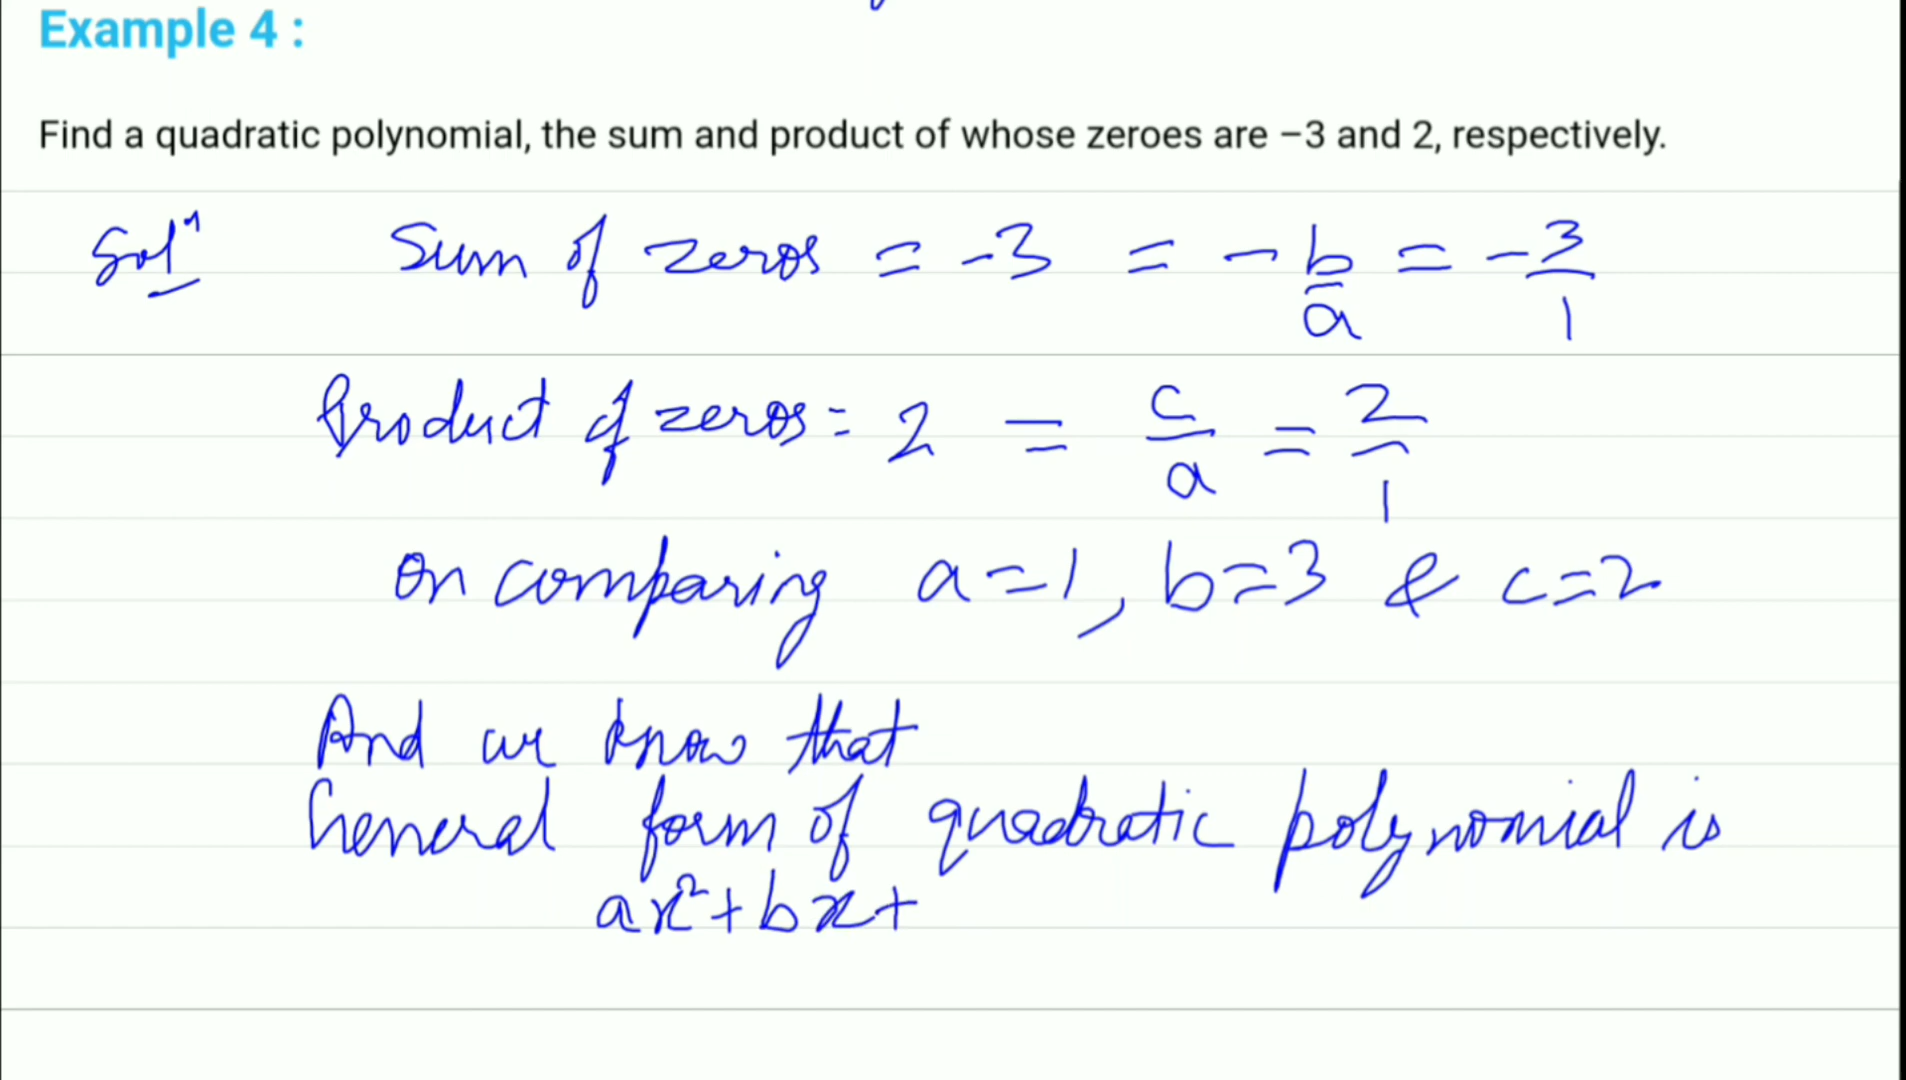 Example 4 :
Find a quadratic polynomial, the sum and product of whose zeroes are –3 and 2, respectively.
Solⁿ Sum of zeros = -3 = - b/a = - 3/1
Product of zeros = 2 = c/a = 2/1
On comparing a=1, b=3 & c=2
And we know that
General form of quadratic polynomial is
ax²+bx+